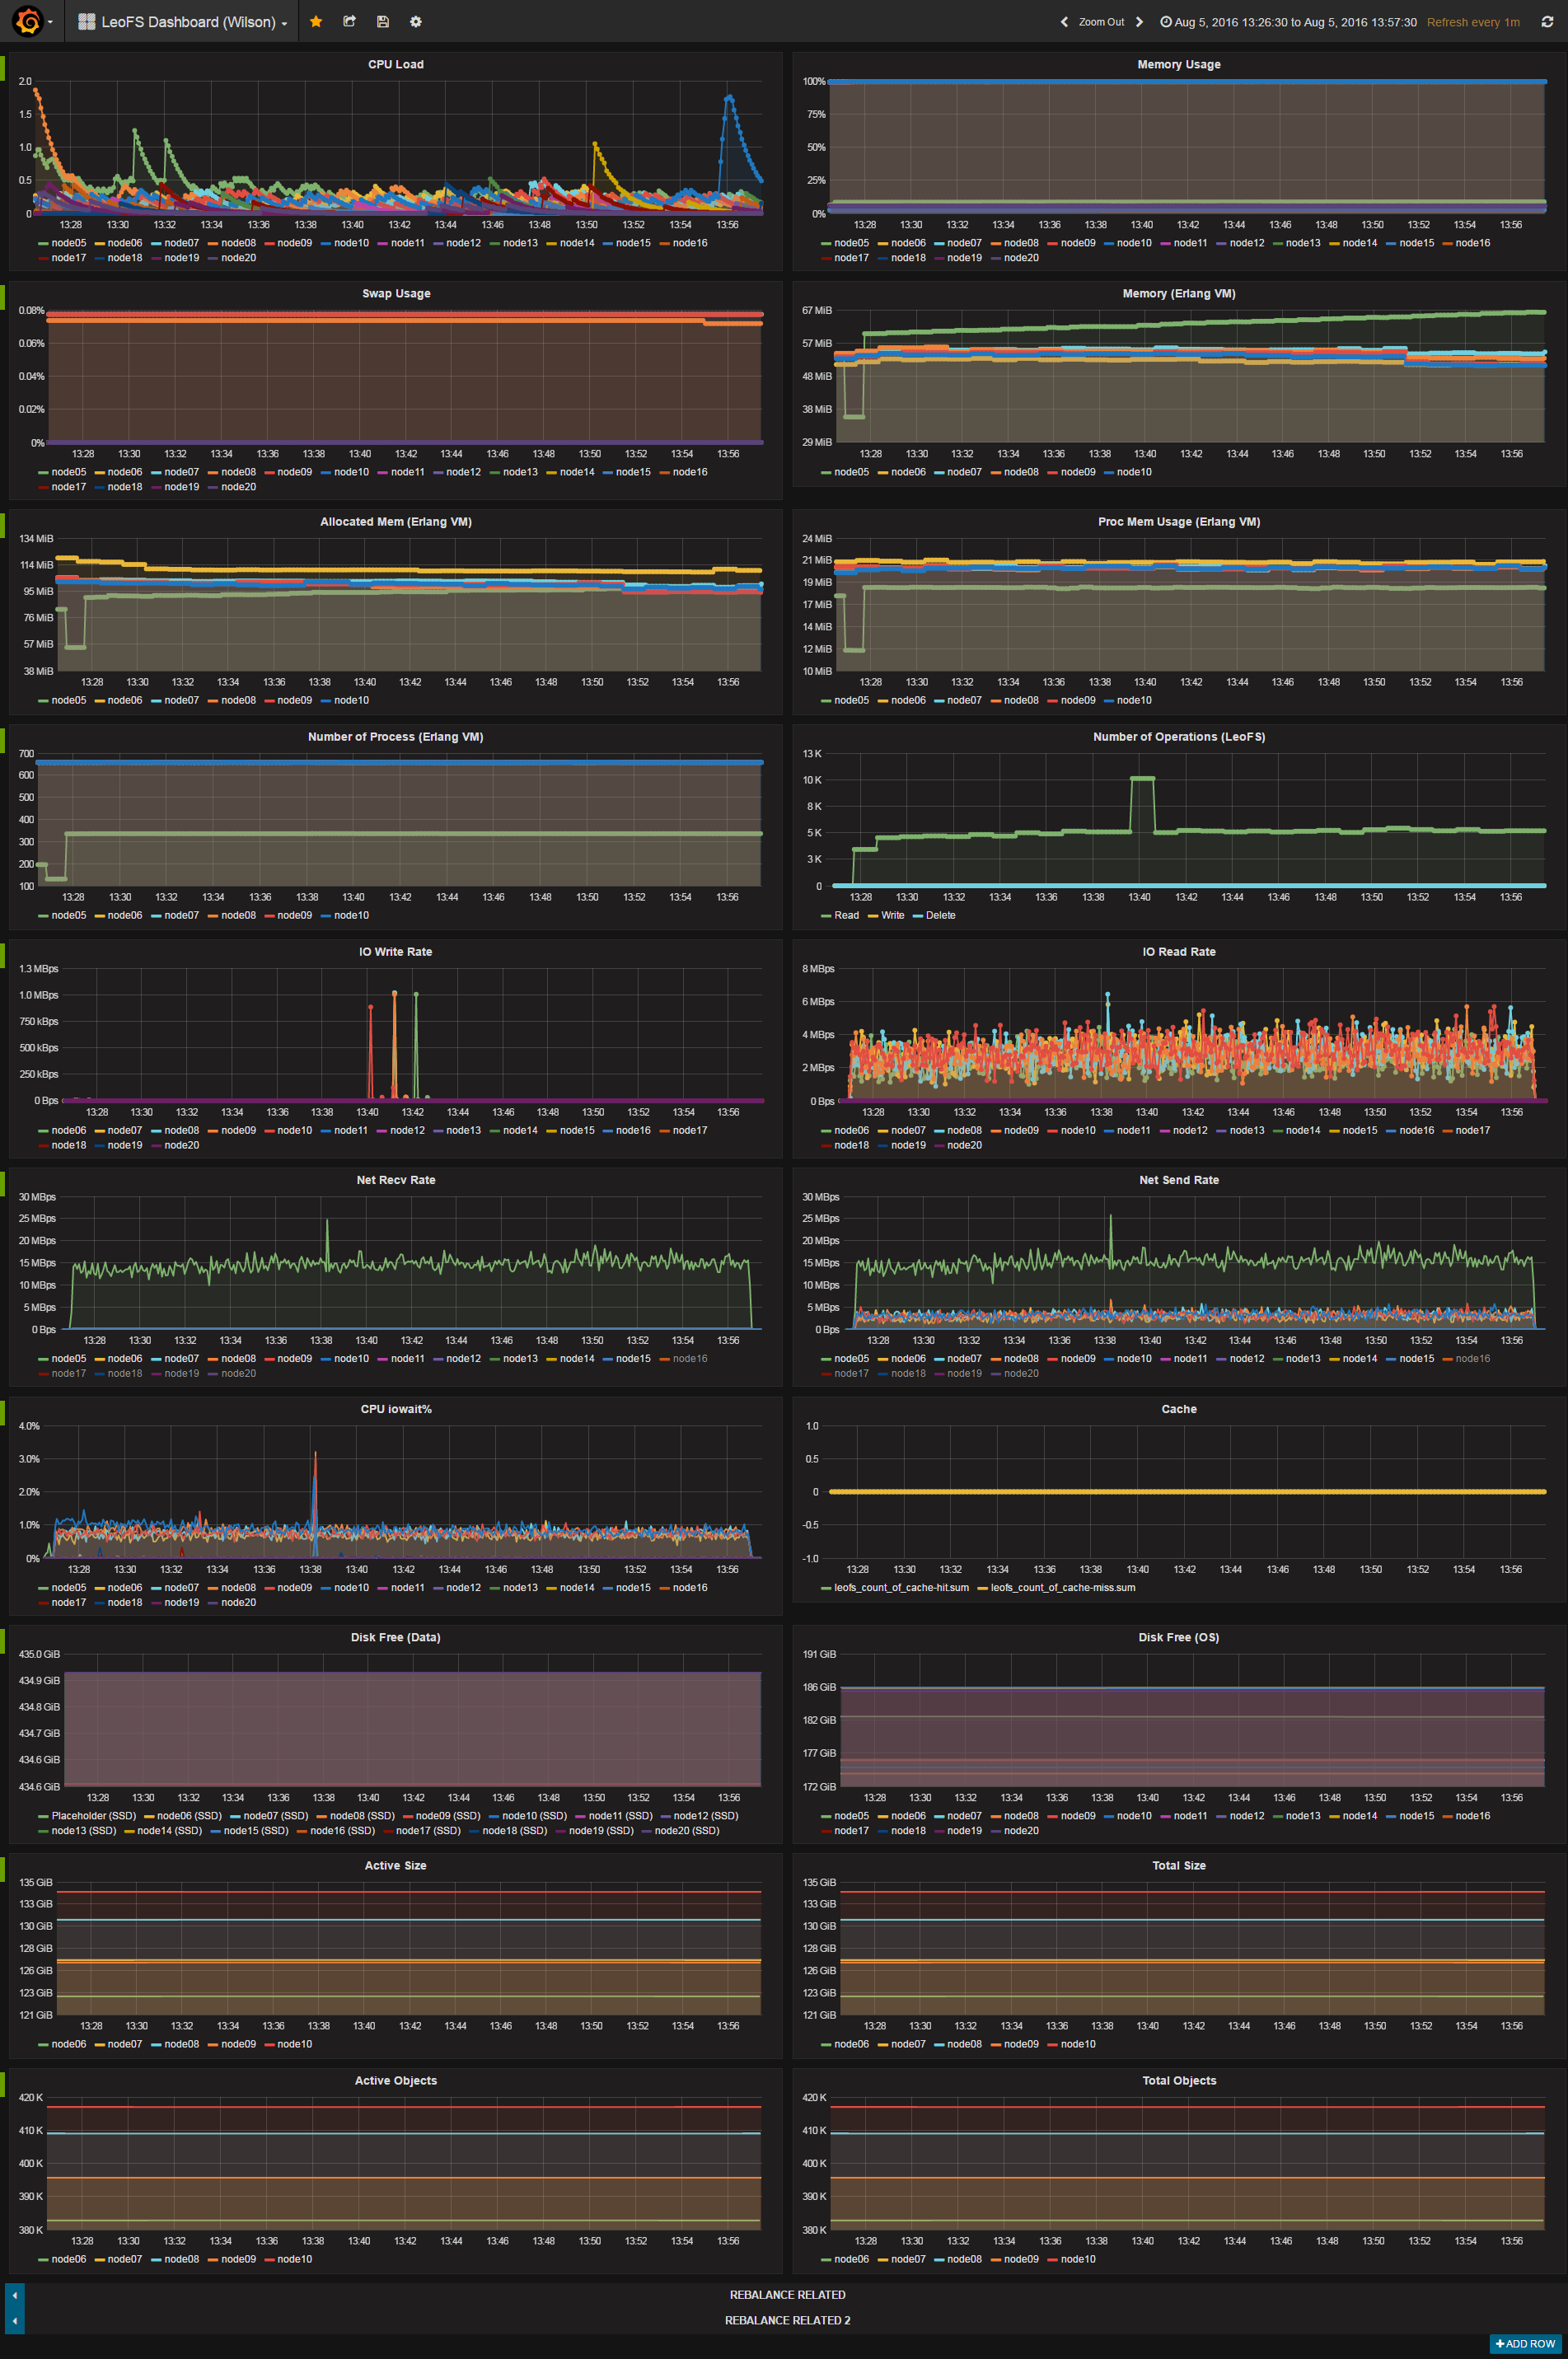 LeoFS Dashboard (Wilson)
Zoom Out
Aug 5, 2016 13:26:30 to Aug 5, 2016 13:57:30 Refresh every 1m
CPU Load
2.0
1.5
1.0
0.5
0
13:28 13:30 13:32 13:34 13:36 13:38 13:40 13:42 13:44 13:46 13:48 13:50 13:52 13:54 13:56
node05 node06 node07 node08 node09 node10 node11 node12 node13 node14 node15 node16
node17 node18 node19 node20
Memory Usage
100%
75%
50%
25%
0%
13:28 13:30 13:32 13:34 13:36 13:38 13:40 13:42 13:44 13:46 13:48 13:50 13:52 13:54 13:56
node05 node06 node07 node08 node09 node10 node11 node12 node13 node14 node15 node16
node17 node18 node19 node20
Swap Usage
0.08%
0.06%
0.04%
0.02%
0%
13:28 13:30 13:32 13:34 13:36 13:38 13:40 13:42 13:44 13:46 13:48 13:50 13:52 13:54 13:56
node05 node06 node07 node08 node09 node10 node11 node12 node13 node14 node15 node16
node17 node18 node19 node20
Memory (Erlang VM)
67 MiB
57 MiB
48 MiB
38 MiB
29 MiB
13:28 13:30 13:32 13:34 13:36 13:38 13:40 13:42 13:44 13:46 13:48 13:50 13:52 13:54 13:56
node05 node06 node07 node08 node09 node10
Allocated Mem (Erlang VM)
134 MiB
114 MiB
95 MiB
76 MiB
57 MiB
38 MiB
13:28 13:30 13:32 13:34 13:36 13:38 13:40 13:42 13:44 13:46 13:48 13:50 13:52 13:54 13:56
node05 node06 node07 node08 node09 node10
Proc Mem Usage (Erlang VM)
24 MiB
21 MiB
19 MiB
17 MiB
14 MiB
12 MiB
10 MiB
13:28 13:30 13:32 13:34 13:36 13:38 13:40 13:42 13:44 13:46 13:48 13:50 13:52 13:54 13:56
node05 node06 node07 node08 node09 node10
Number of Process (Erlang VM)
700
600
500
400
300
200
100
13:28 13:30 13:32 13:34 13:36 13:38 13:40 13:42 13:44 13:46 13:48 13:50 13:52 13:54 13:56
node05 node06 node07 node08 node09 node10
Number of Operations (LeoFS)
13 K
10 K
8 K
5 K
3 K
0
13:28 13:30 13:32 13:34 13:36 13:38 13:40 13:42 13:44 13:46 13:48 13:50 13:52 13:54 13:56
Read Write Delete
IO Write Rate
1.3 MBps
1.0 MBps
750 kBps
500 kBps
250 kBps
0 Bps
13:28 13:30 13:32 13:34 13:36 13:38 13:40 13:42 13:44 13:46 13:48 13:50 13:52 13:54 13:56
node06 node07 node08 node09 node10 node11 node12 node13 node14 node15 node16 node17
node18 node19 node20
IO Read Rate
8 MBps
6 MBps
4 MBps
2 MBps
0 Bps
13:28 13:30 13:32 13:34 13:36 13:38 13:40 13:42 13:44 13:46 13:48 13:50 13:52 13:54 13:56
node06 node07 node08 node09 node10 node11 node12 node13 node14 node15 node16 node17
node18 node19 node20
Net Recv Rate
30 MBps
25 MBps
20 MBps
15 MBps
10 MBps
5 MBps
0 Bps
13:28 13:30 13:32 13:34 13:36 13:38 13:40 13:42 13:44 13:46 13:48 13:50 13:52 13:54 13:56
node05 node06 node07 node08 node09 node10 node11 node12 node13 node14 node15 node16
node17 node18 node19 node20
Net Send Rate
30 MBps
25 MBps
20 MBps
15 MBps
10 MBps
5 MBps
0 Bps
13:28 13:30 13:32 13:34 13:36 13:38 13:40 13:42 13:44 13:46 13:48 13:50 13:52 13:54 13:56
node05 node06 node07 node08 node09 node10 node11 node12 node13 node14 node15 node16
node17 node18 node19 node20
CPU iowait%
4.0%
3.0%
2.0%
1.0%
0%
13:28 13:30 13:32 13:34 13:36 13:38 13:40 13:42 13:44 13:46 13:48 13:50 13:52 13:54 13:56
node05 node06 node07 node08 node09 node10 node11 node12 node13 node14 node15 node16
node17 node18 node19 node20
Cache
1.0
0.5
0
-0.5
-1.0
13:28 13:30 13:32 13:34 13:36 13:38 13:40 13:42 13:44 13:46 13:48 13:50 13:52 13:54 13:56
leofs_count_of_cache-hit.sum leofs_count_of_cache-miss.sum
Disk Free (Data)
435.0 GiB
434.9 GiB
434.8 GiB
434.7 GiB
434.6 GiB
434.6 GiB
13:28 13:30 13:32 13:34 13:36 13:38 13:40 13:42 13:44 13:46 13:48 13:50 13:52 13:54 13:56
Placeholder (SSD) node06 (SSD) node07 (SSD) node08 (SSD) node09 (SSD) node10 (SSD) node11 (SSD) node12 (SSD)
node13 (SSD) node14 (SSD) node15 (SSD) node16 (SSD) node17 (SSD) node18 (SSD) node19 (SSD) node20 (SSD)
Disk Free (OS)
191 GiB
186 GiB
182 GiB
177 GiB
172 GiB
13:28 13:30 13:32 13:34 13:36 13:38 13:40 13:42 13:44 13:46 13:48 13:50 13:52 13:54 13:56
node05 node06 node07 node08 node09 node10 node11 node12 node13 node14 node15 node16
node17 node18 node19 node20
Active Size
135 GiB
133 GiB
130 GiB
128 GiB
126 GiB
123 GiB
121 GiB
13:28 13:30 13:32 13:34 13:36 13:38 13:40 13:42 13:44 13:46 13:48 13:50 13:52 13:54 13:56
node06 node07 node08 node09 node10
Total Size
135 GiB
133 GiB
130 GiB
128 GiB
126 GiB
123 GiB
121 GiB
13:28 13:30 13:32 13:34 13:36 13:38 13:40 13:42 13:44 13:46 13:48 13:50 13:52 13:54 13:56
node06 node07 node08 node09 node10
Active Objects
420 K
410 K
400 K
390 K
380 K
13:28 13:30 13:32 13:34 13:36 13:38 13:40 13:42 13:44 13:46 13:48 13:50 13:52 13:54 13:56
node06 node07 node08 node09 node10
Total Objects
420 K
410 K
400 K
390 K
380 K
13:28 13:30 13:32 13:34 13:36 13:38 13:40 13:42 13:44 13:46 13:48 13:50 13:52 13:54 13:56
node06 node07 node08 node09 node10
REBALANCE RELATED
REBALANCE RELATED 2
ADD ROW